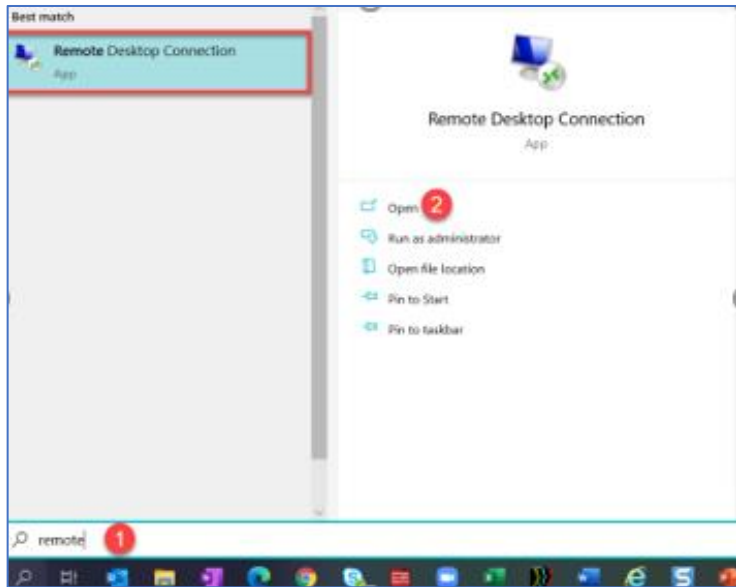 Best match
Remote Desktop Connection
App
Remote Desktop Connection
App
Open 2
Run as administrator
Open file location
Pin to Start
Pin to taskbar
remote 1